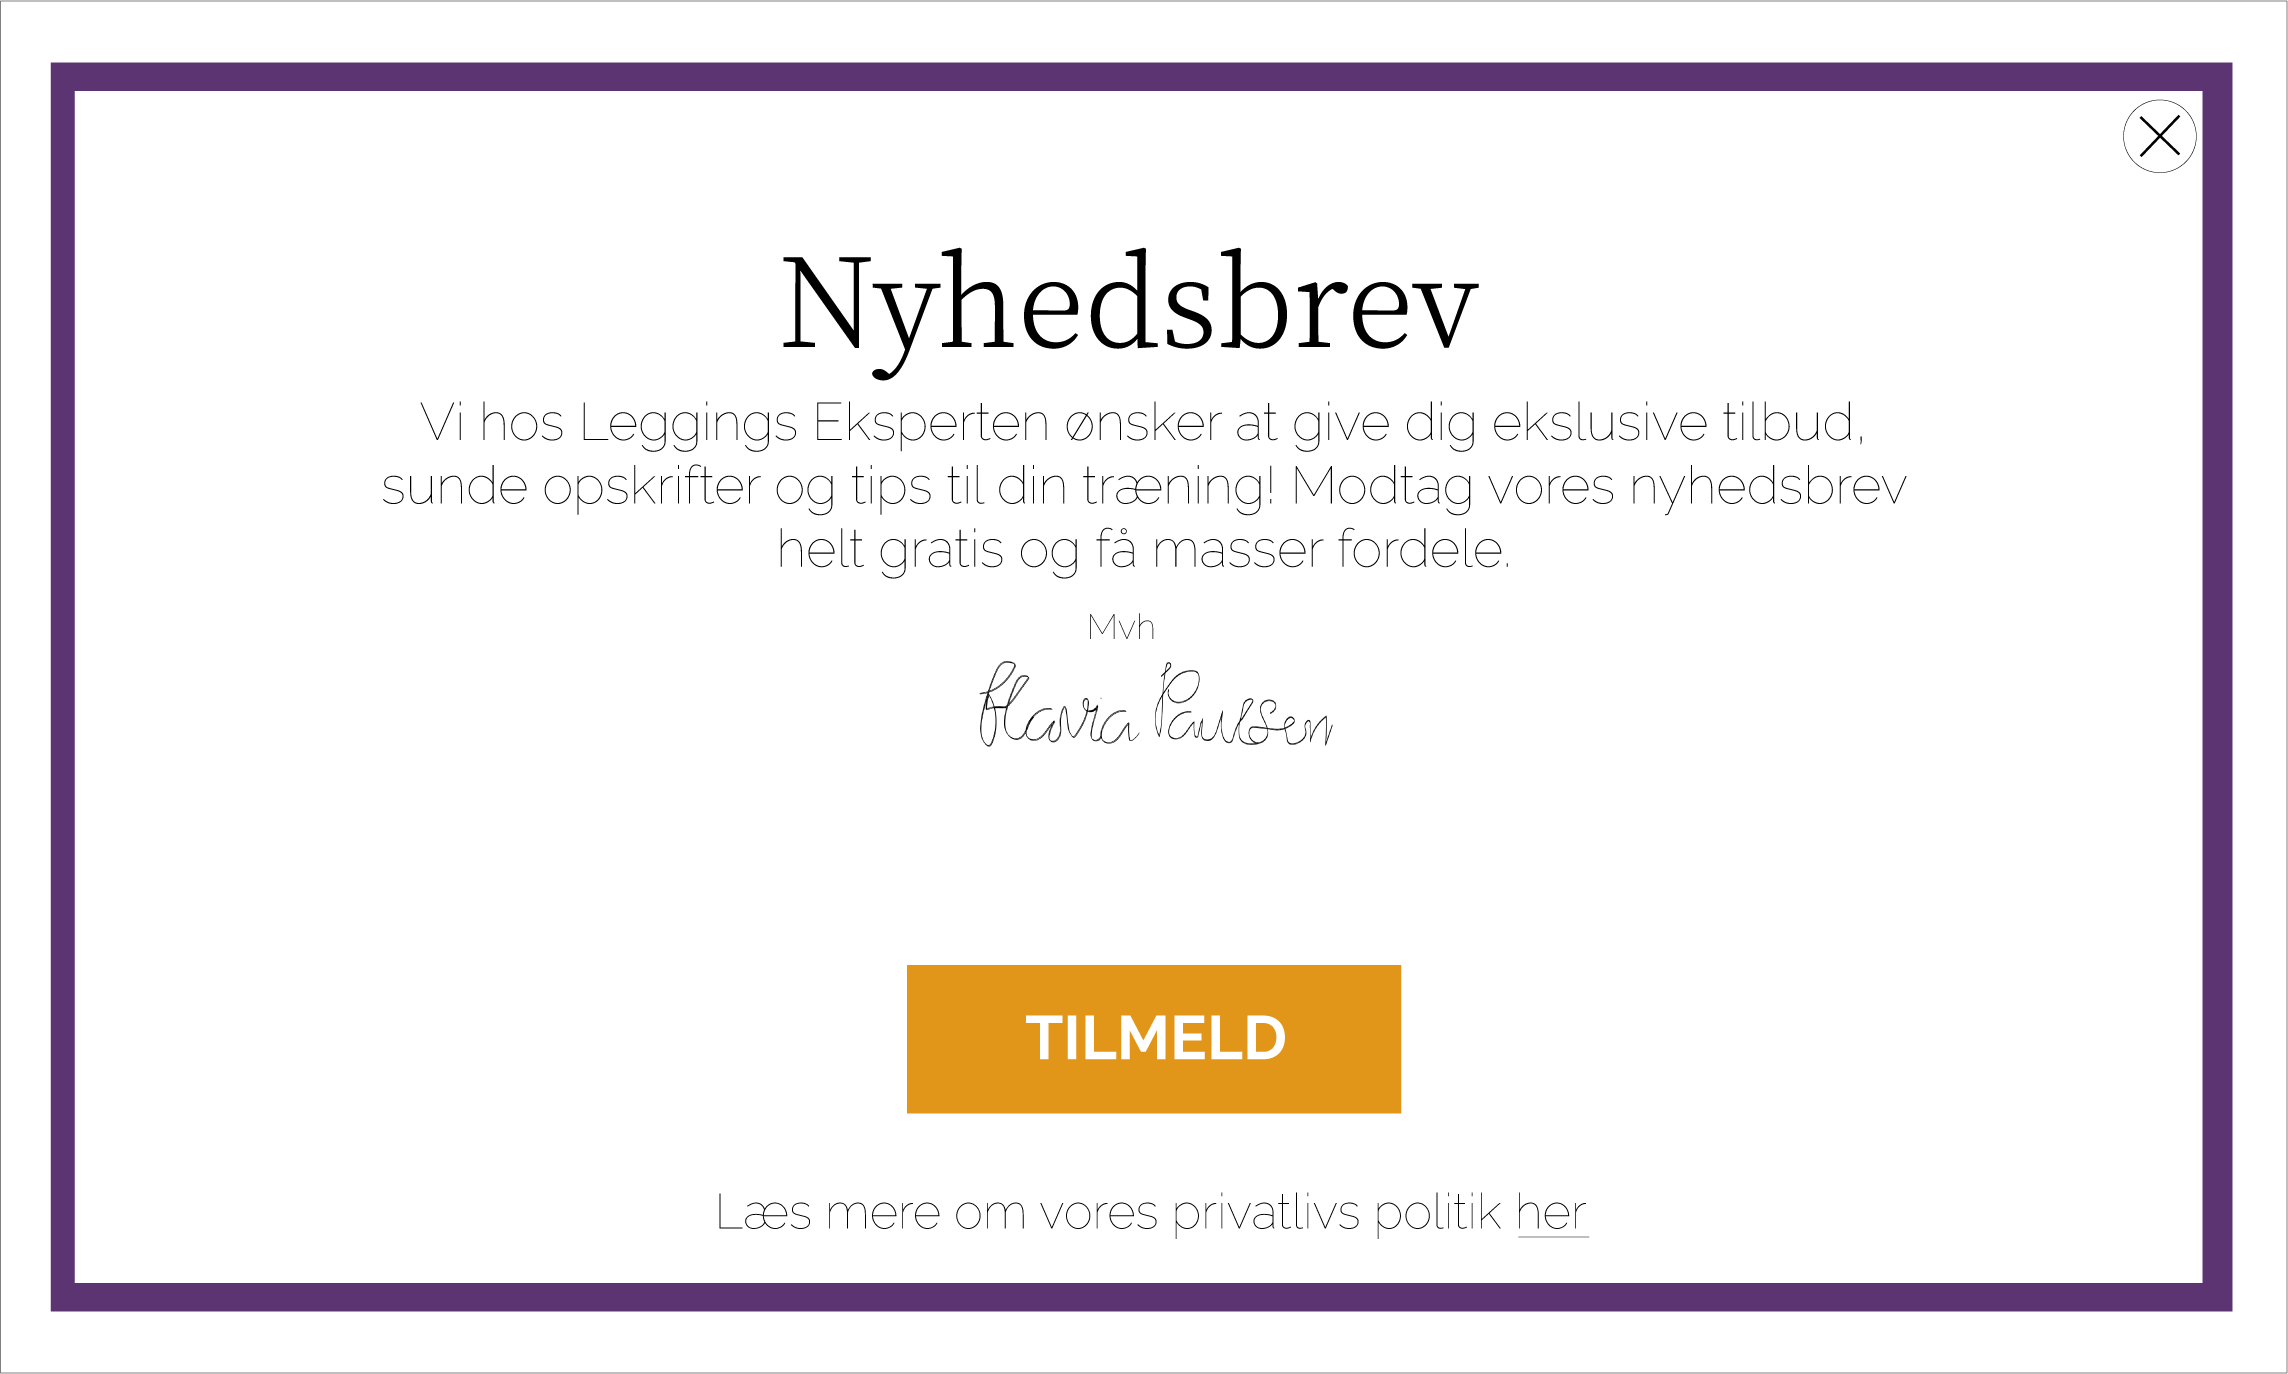 Nyhedsbrev
Vi hos Leggings Eksperten ønsker at give dig ekslusive tilbud,
sunde opskrifter og tips til din træning! Modtag vores nyhedsbrev
helt gratis og få masser fordele.
Mvh
Flavia Paulsen
TILMELD
Læs mere om vores privatlivs politik her